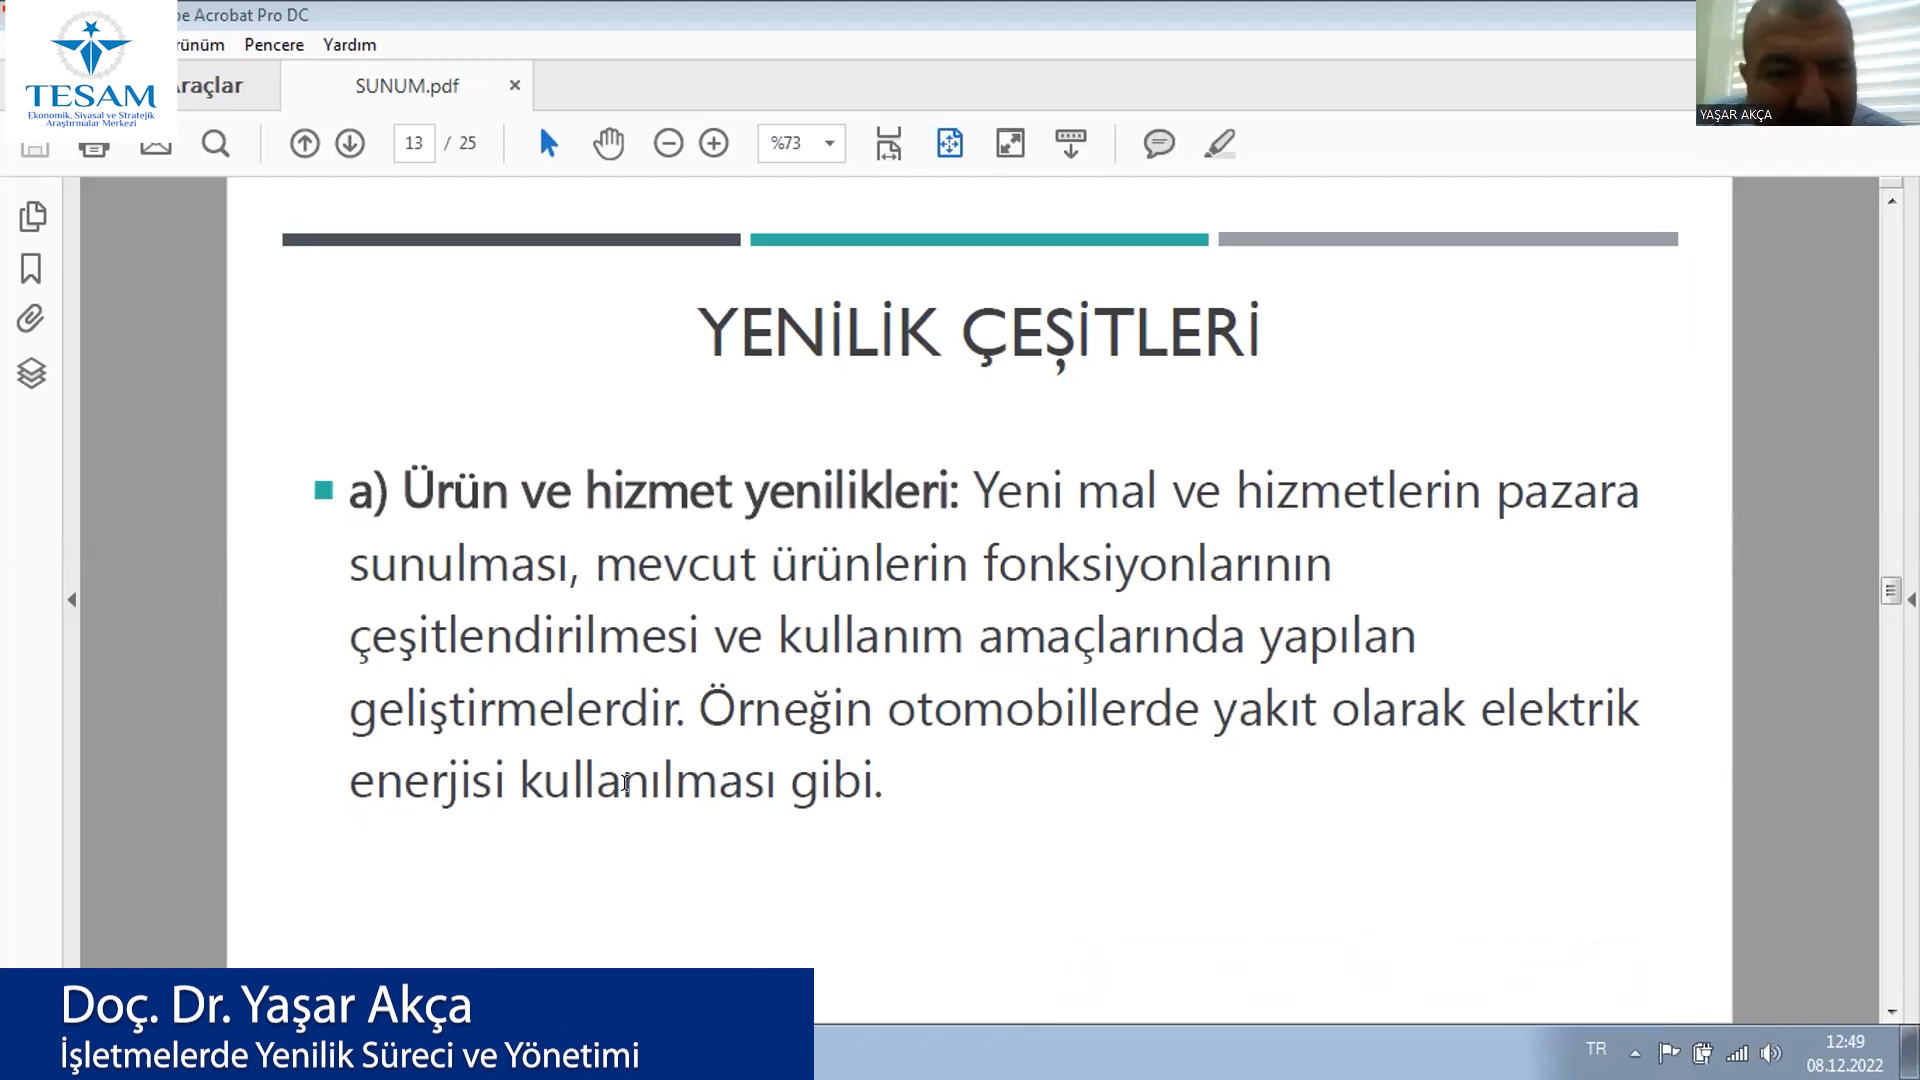 be Acrobat Pro DC
rünüm Pencere Yardım
TESAM
Ekonomik, Siyasal ve Stratejik
Araştırmalar Merkezi
Araçlar
SUNUM.pdf
13 / 25
%73
YAŞAR AKÇA
YENİLİK ÇEŞİTLERİ
a) Ürün ve hizmet yenilikleri: Yeni mal ve hizmetlerin pazara
sunulması, mevcut ürünlerin fonksiyonlarının
çeşitlendirilmesi ve kullanım amaçlarında yapılan
geliştirmelerdir. Örneğin otomobillerde yakıt olarak elektrik
enerjisi kullanılması gibi.
Doç. Dr. Yaşar Akça
İşletmelerde Yenilik Süreci ve Yönetimi
TR
12:49
08.12.2022